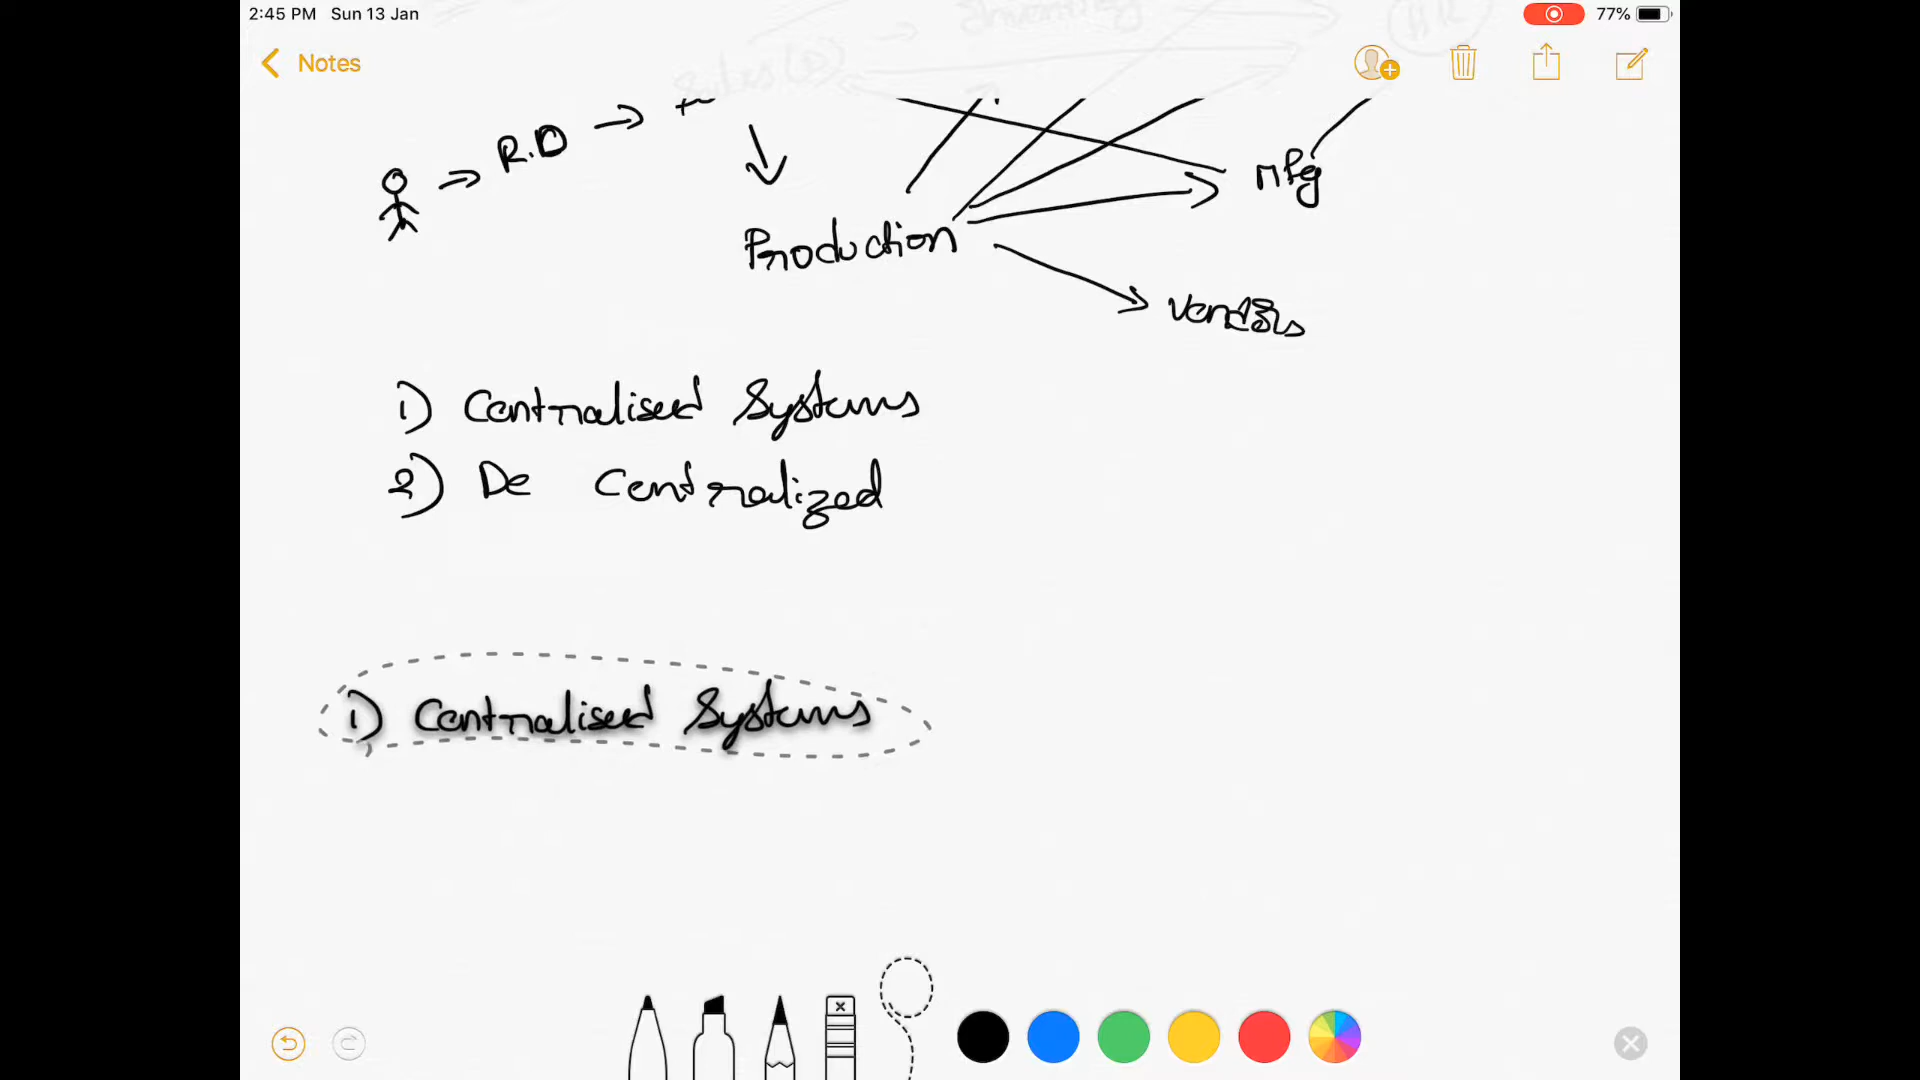 2:45 PM Sun 13 Jan
77%
Notes
R.D
Mfg
Production
Vendors
1) Centralised Systems
2) De Centralized
1) Centralised Systems